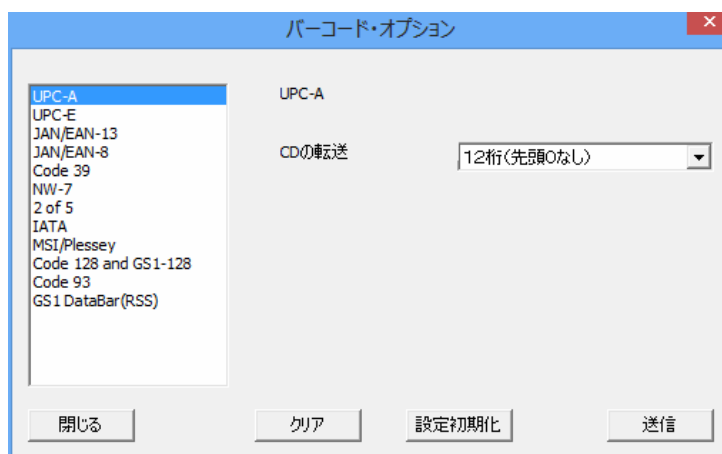 バーコード・オプション
UPC-A
UPC-E
JAN/EAN-13
JAN/EAN-8
Code 39
NW-7
2 of 5
IATA
MSI/Plessey
Code 128 and GS1-128
Code 93
GS1 DataBar(RSS)
UPC-A
CDの転送
12桁(先頭0なし)
閉じる
クリア
設定初期化
送信